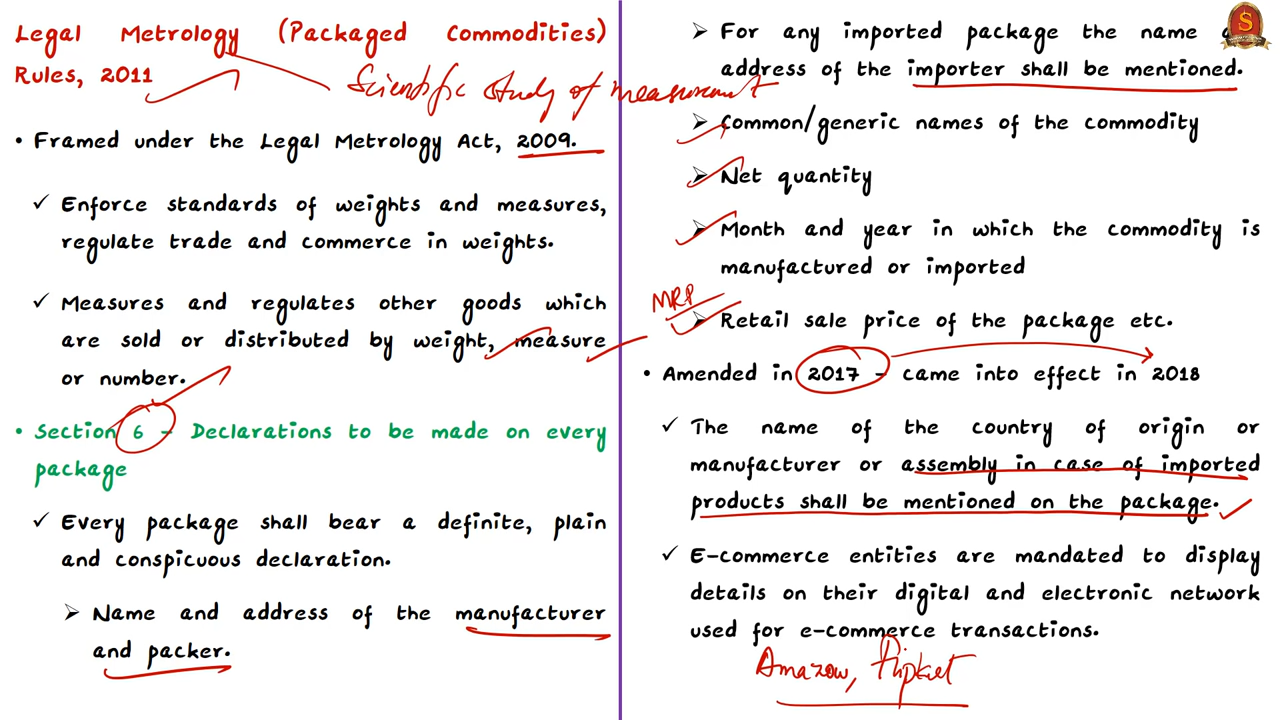 Legal Metrology (Packaged Commodities)
Rules, 2011
Scientific study of measurement
• Framed under the Legal Metrology Act, 2009.
✓ Enforce standards of weights and measures,
regulate trade and commerce in weights.
✓ Measures and regulates other goods which
are sold or distributed by weight, measure
or number.
• Section 6 - Declarations to be made on every
package
✓ Every package shall bear a definite, plain
and conspicuous declaration.
➢ Name and address of the manufacturer
and packer.
➢ For any imported package the name
address of the importer shall be mentioned.
➢ Common/generic names of the commodity
➢ Net quantity
➢ Month and year in which the commodity is
manufactured or imported
MRP
➢ Retail sale price of the package etc.
• Amended in 2017 - came into effect in 2018
✓ The name of the country of origin or
manufacturer or assembly in case of imported
products shall be mentioned on the package.
✓ E-commerce entities are mandated to display
details on their digital and electronic network
used for e-commerce transactions.
Amazon, Flipket
S